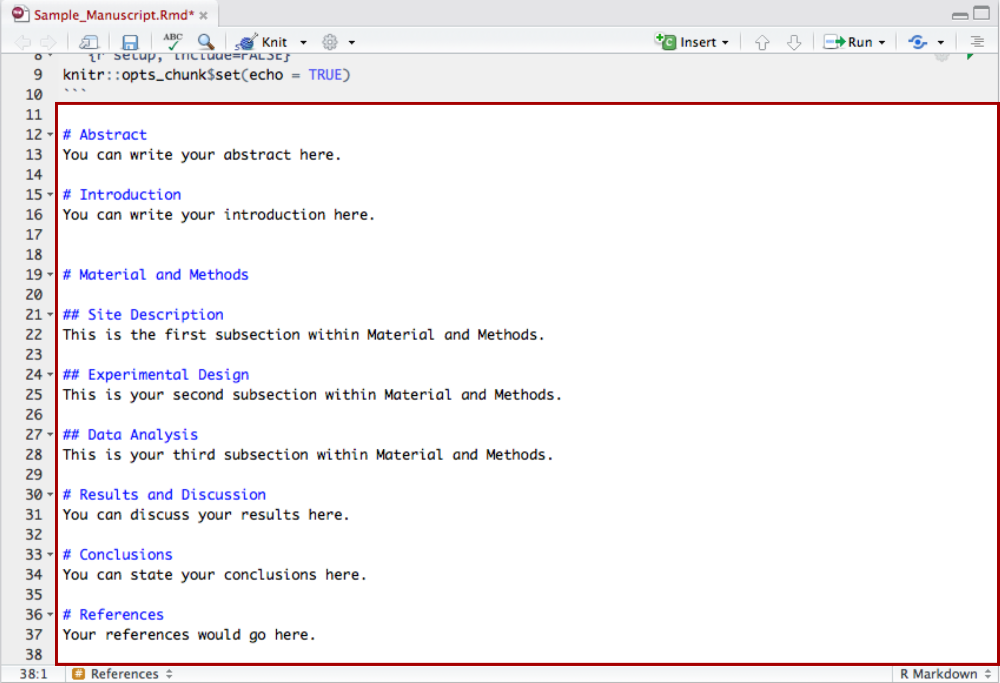 Sample_Manuscript.Rmd*
ABC Knit Insert Run
8 {r setup, include=FALSE}
9 knitr::opts_chunk$set(echo = TRUE)
10 ```
11
12 # Abstract
13 You can write your abstract here.
14
15 # Introduction
16 You can write your introduction here.
17
18
19 # Material and Methods
20
21 ## Site Description
22 This is the first subsection within Material and Methods.
23
24 ## Experimental Design
25 This is your second subsection within Material and Methods.
26
27 ## Data Analysis
28 This is your third subsection within Material and Methods.
29
30 # Results and Discussion
31 You can discuss your results here.
32
33 # Conclusions
34 You can state your conclusions here.
35
36 # References
37 Your references would go here.
38
38:1 # References R Markdown